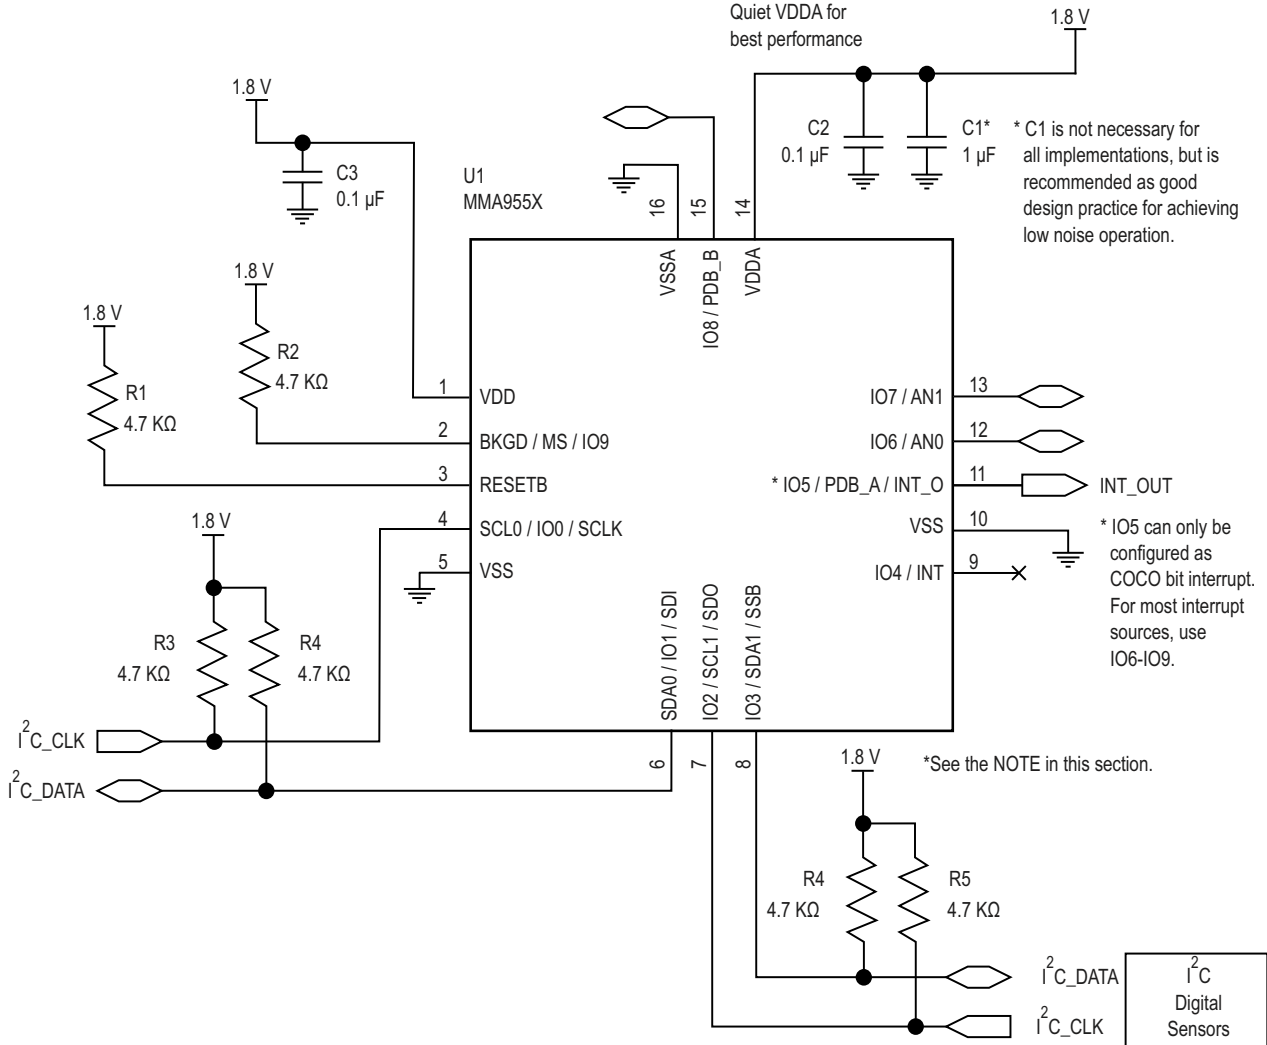 Quiet VDDA for
best performance
1.8 V
1.8 V
C3
0.1 µF
C2
0.1 µF
C1*
1 µF
* C1 is not necessary for
all implementations, but is
recommended as good
design practice for achieving
low noise operation.
U1
MMA955X
16
15
14
VSSA
IO8 / PDB_B
VDDA
1.8 V
R2
4.7 KΩ
1.8 V
R1
4.7 KΩ
1
VDD
2
BKGD / MS / IO9
3
RESETB
4
SCL0 / IO0 / SCLK
5
VSS
IO7 / AN1
13
IO6 / AN0
12
* IO5 / PDB_A / INT_O
11
INT_OUT
VSS
10
IO4 / INT
9
* IO5 can only be
configured as
COCO bit interrupt.
For most interrupt
sources, use
IO6-IO9.
1.8 V
R3
4.7 KΩ
R4
4.7 KΩ
SDA0 / IO1 / SDI
IO2 / SCL1 / SDO
IO3 / SDA1 / SSB
6
7
8
I²C_CLK
I²C_DATA
1.8 V
*See the NOTE in this section.
R4
4.7 KΩ
R5
4.7 KΩ
I²C_DATA
I²C_CLK
I²C
Digital
Sensors